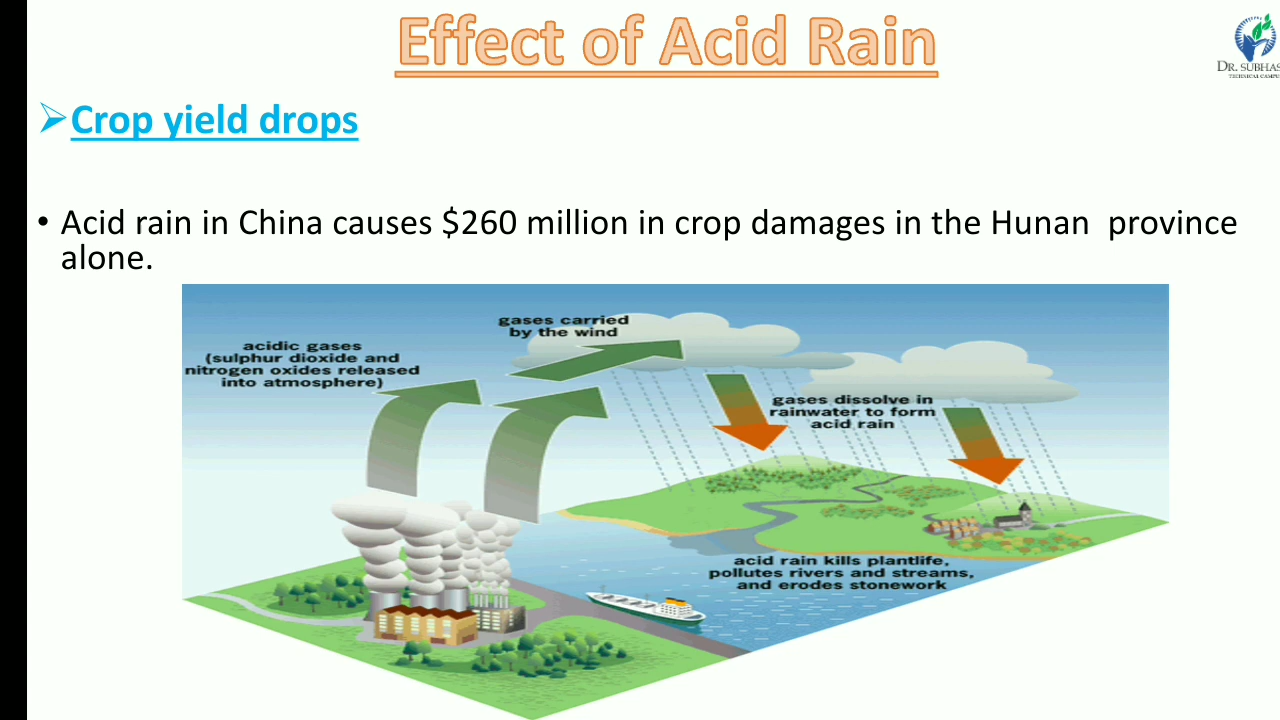 Effect of Acid Rain
DR. SUBHAS
TECHNICAL CAMPU
➢Crop yield drops
• Acid rain in China causes $260 million in crop damages in the Hunan  province
alone.
gases carried
by the wind
acidic gases
(sulphur dioxide and
nitrogen oxides released
into atmosphere)
gases dissolve in
rainwater to form
acid rain
acid rain kills plantlife,
pollutes rivers and streams,
and erodes stonework